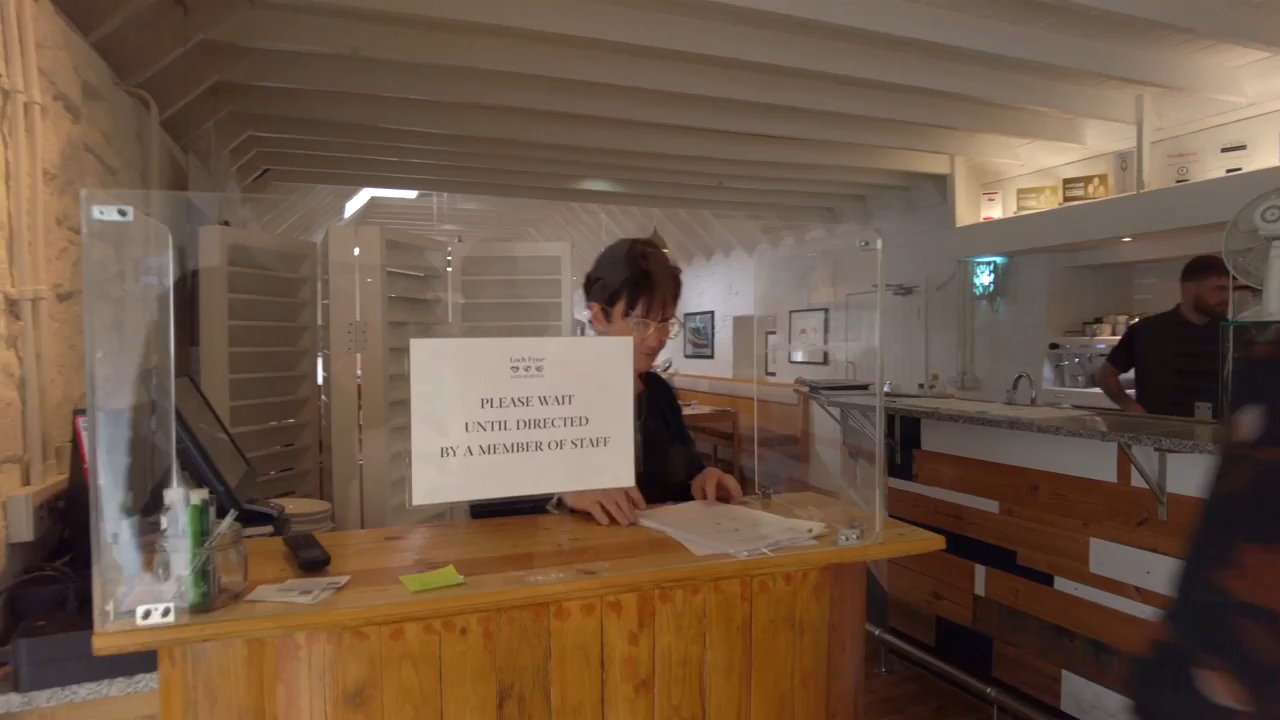 Loch Fyne
PLEASE WAIT
UNTIL DIRECTED
BY A MEMBER OF STAFF